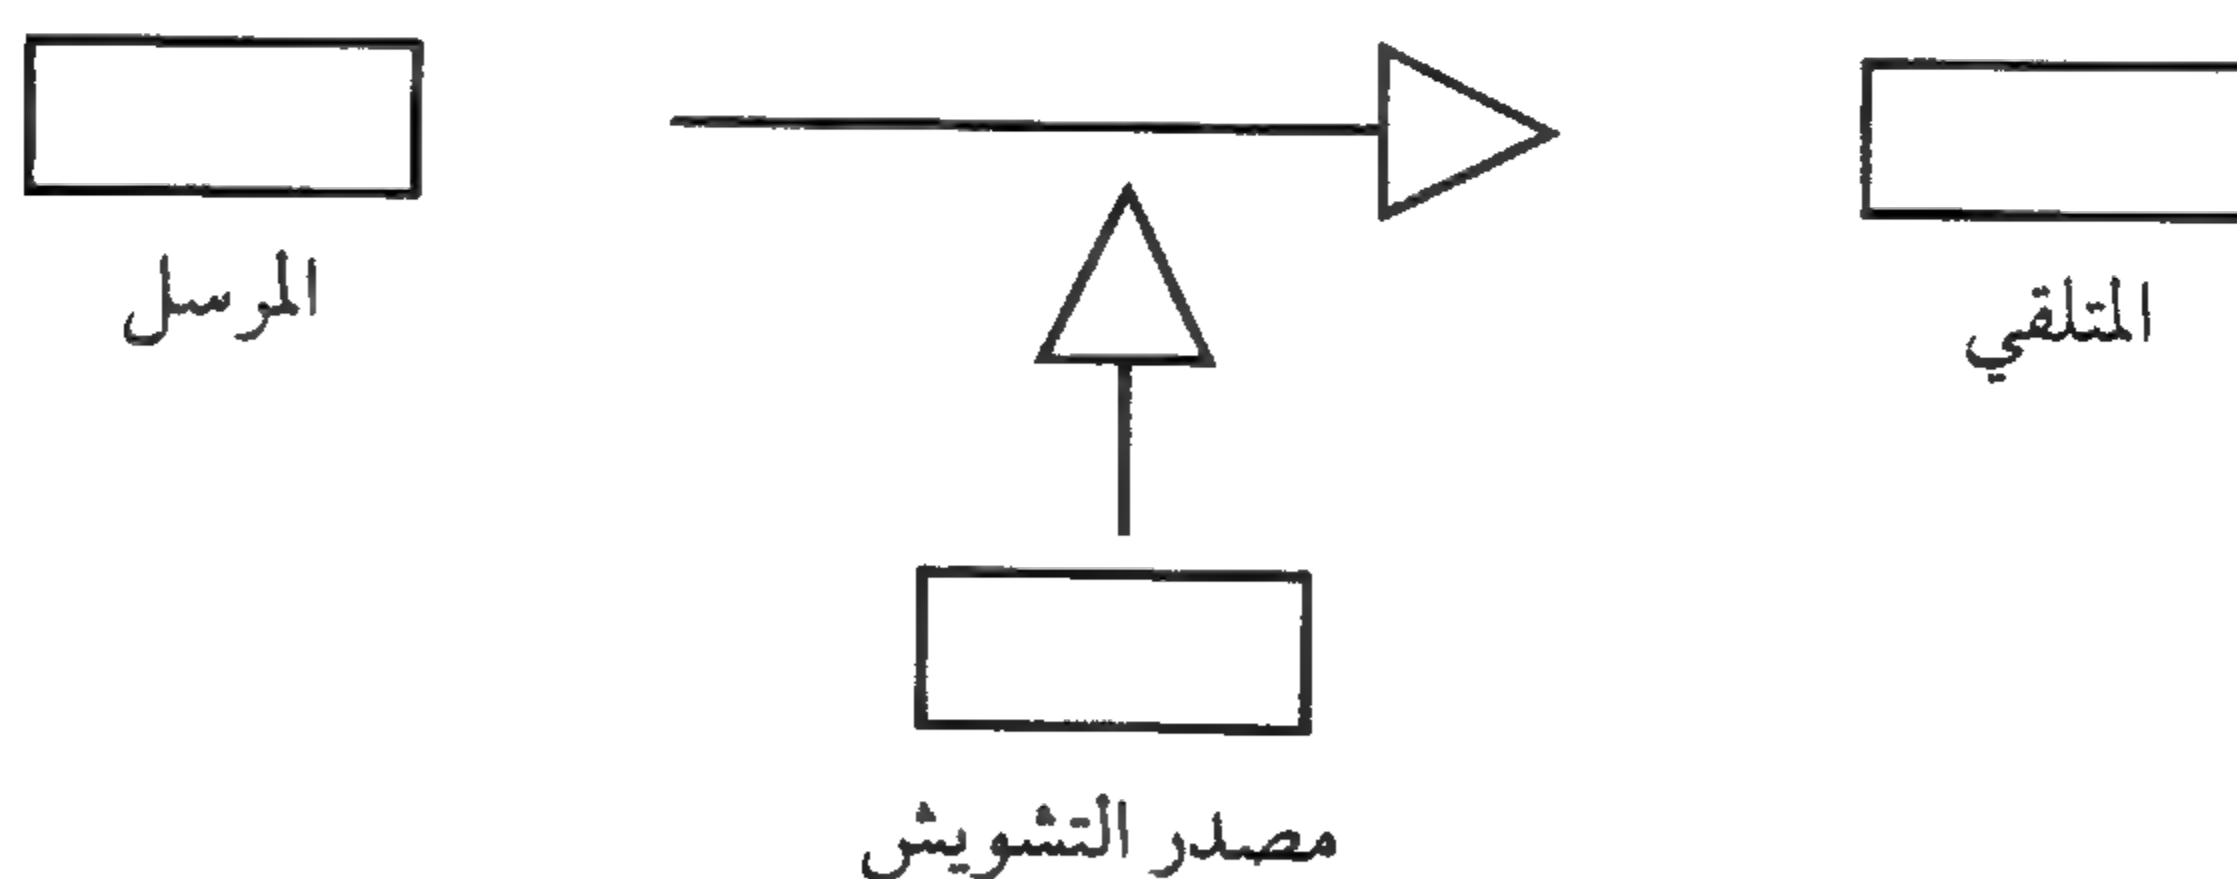 المرسل
المتلقي
مصدر التشويش